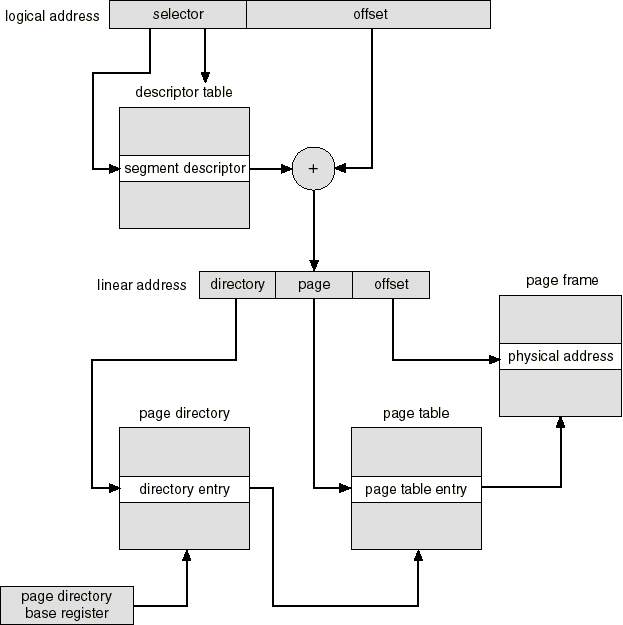 logical address
selector
offset
descriptor table
segment descriptor
+
linear address
directory
page
offset
page frame
physical address
page directory
page table
directory entry
page table entry
page directory
base register